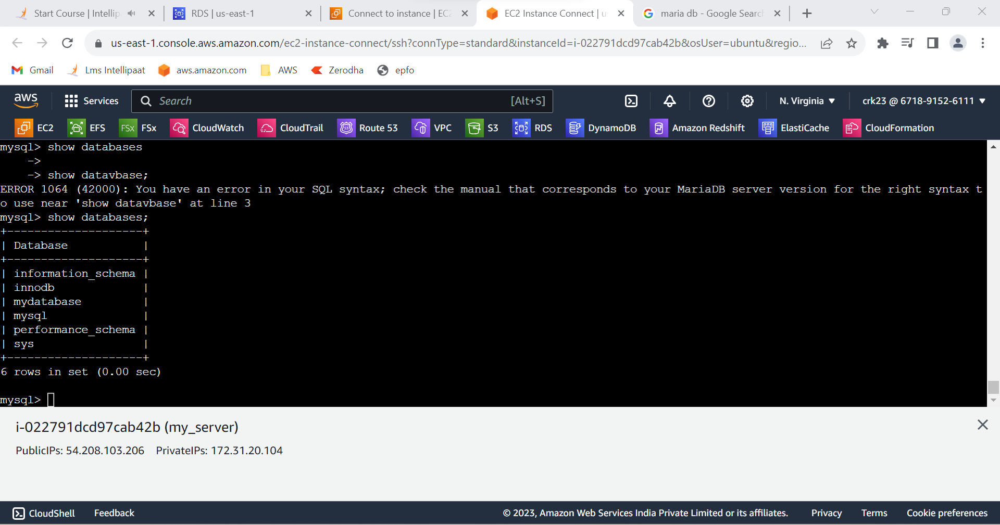 Start Course | Intellip
RDS | us-east-1
Connect to instance | EC2
EC2 Instance Connect | u
maria db - Google Search
us-east-1.console.aws.amazon.com/ec2-instance-connect/ssh?connType=standard&instanceId=i-022791dcd97cab42b&osUser=ubuntu&regio...
Gmail
Lms Intellipaat
aws.amazon.com
AWS
Zerodha
epfo
aws
Services
Search
[Alt+S]
N. Virginia
crk23 @ 6718-9152-6111
EC2
EFS
FSx FSx
CloudWatch
CloudTrail
53 Route 53
VPC
S3
RDS
DynamoDB
Amazon Redshift
ElastiCache
CloudFormation
mysql> show databases
->
-> show datavbase;
ERROR 1064 (42000): You have an error in your SQL syntax; check the manual that corresponds to your MariaDB server version for the right syntax t
o use near 'show datavbase' at line 3
mysql> show databases;
+--------------------+
| Database           |
+--------------------+
| information_schema |
| innodb             |
| mydatabase         |
| mysql              |
| performance_schema |
| sys                |
+--------------------+
6 rows in set (0.00 sec)
mysql>
i-022791dcd97cab42b (my_server)
PublicIPs: 54.208.103.206 PrivateIPs: 172.31.20.104
CloudShell
Feedback
© 2023, Amazon Web Services India Private Limited or its affiliates.
Privacy
Terms
Cookie preferences